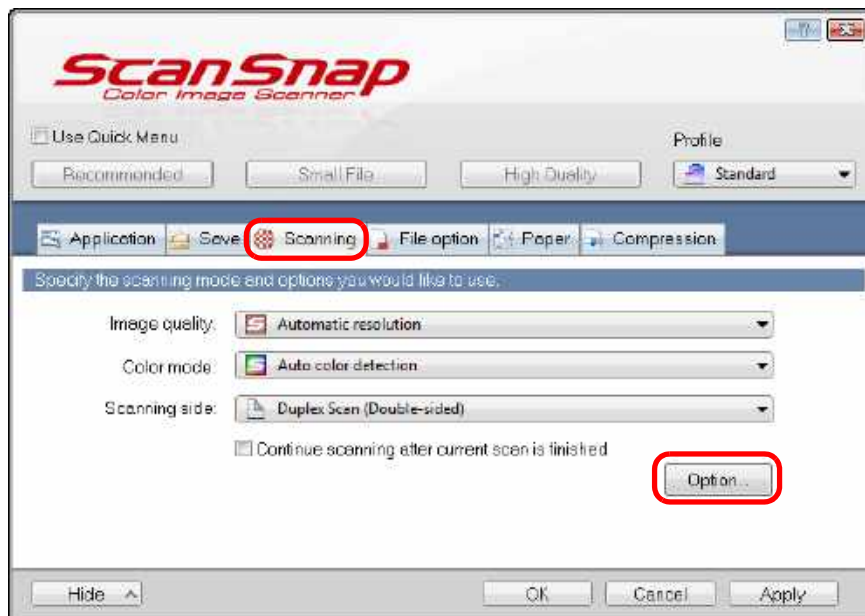 ScanSnap
Color Image Scanner
Use Quick Menu
Profile
Recommended Small File High Quality Standard
Application Save Scanning File option Paper Compression
Specify the scanning mode and options you would like to use.
Image quality: Automatic resolution
Color mode: Auto color detection
Scanning side: Duplex Scan (Double-sided)
Continue scanning after current scan is finished
Option...
Hide OK Cancel Apply